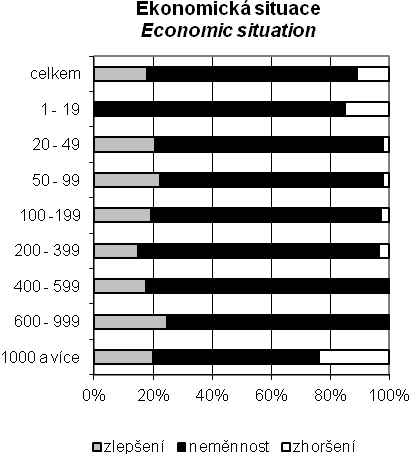 Ekonomická situace
Economic situation
celkem
1 - 19
20 - 49
50 - 99
100 -199
200 - 399
400 - 599
600 - 999
1000 a více
0% 20% 40% 60% 80% 100%
zlepšení neměnnost zhoršení